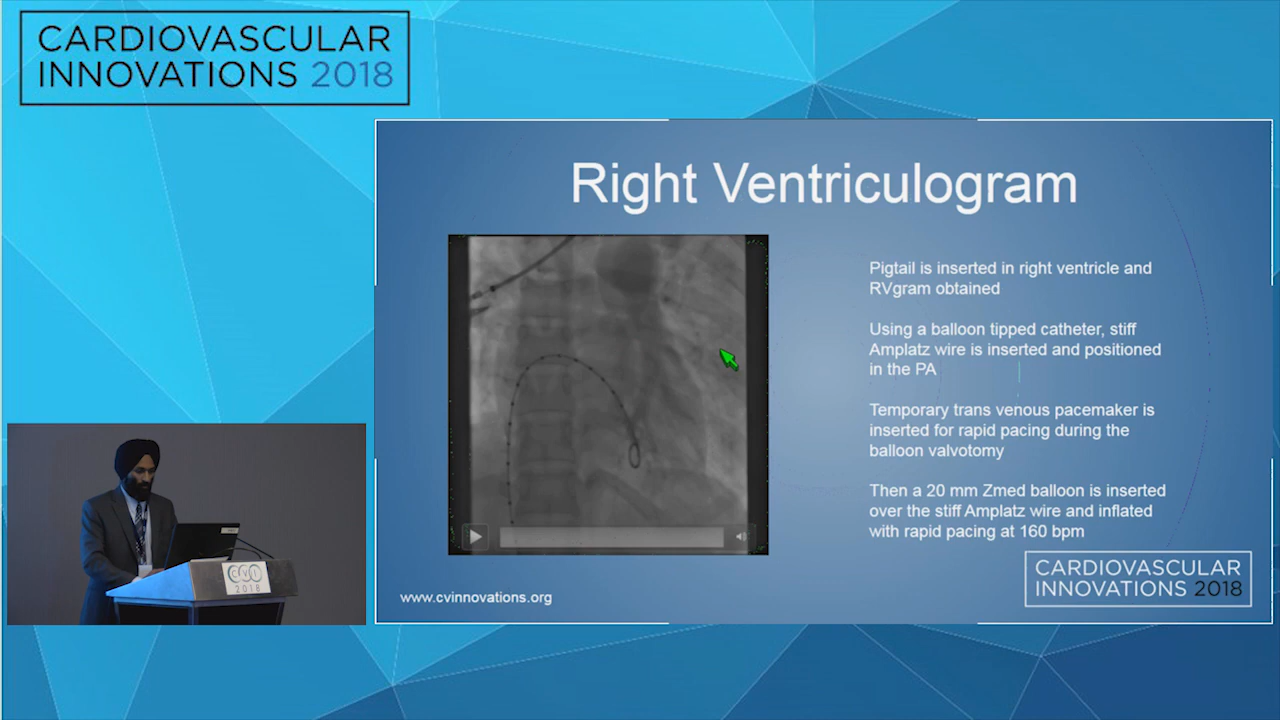 CARDIOVASCULAR
INNOVATIONS 2018
Right Ventriculogram
Pigtail is inserted in right ventricle and
RVgram obtained
Using a balloon tipped catheter, stiff
Amplatz wire is inserted and positioned
in the PA
Temporary trans venous pacemaker is
inserted for rapid pacing during the
balloon valvotomy
Then a 20 mm Zmed balloon is inserted
over the stiff Amplatz wire and inflated
with rapid pacing at 160 bpm
CARDIOVASCULAR
INNOVATIONS 2018
www.cvinnovations.org
CVI
2018